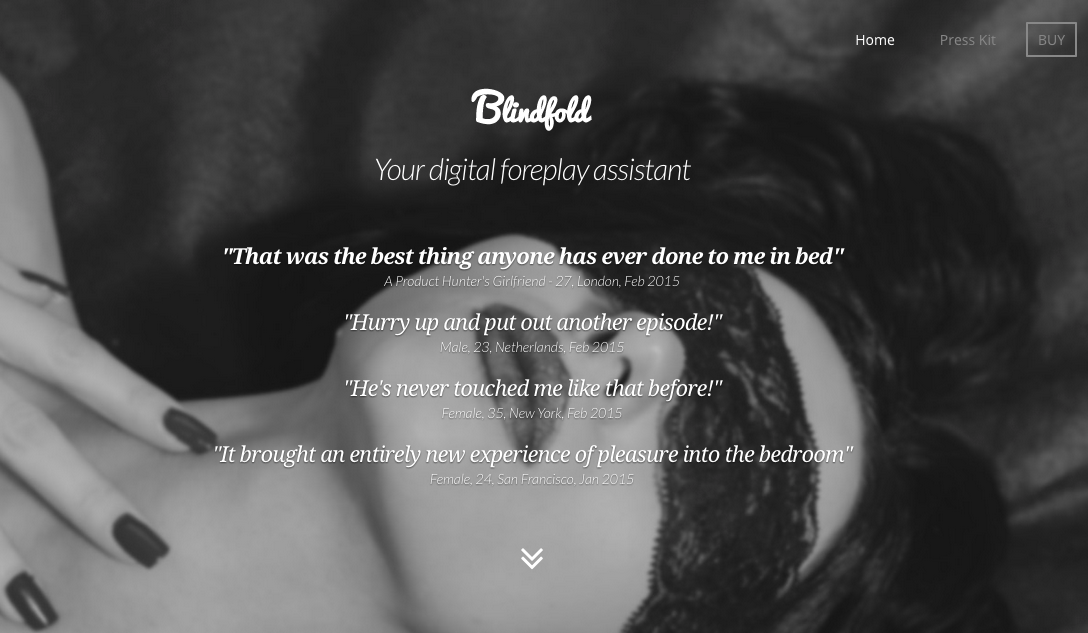 Home Press Kit BUY
Blindfold
Your digital foreplay assistant
"That was the best thing anyone has ever done to me in bed"
A Product Hunter's Girlfriend - 27, London, Feb 2015
"Hurry up and put out another episode!"
Male, 23, Netherlands, Feb 2015
"He's never touched me like that before!"
Female, 35, New York, Feb 2015
"It brought an entirely new experience of pleasure into the bedroom"
Female, 24, San Francisco, Jan 2015